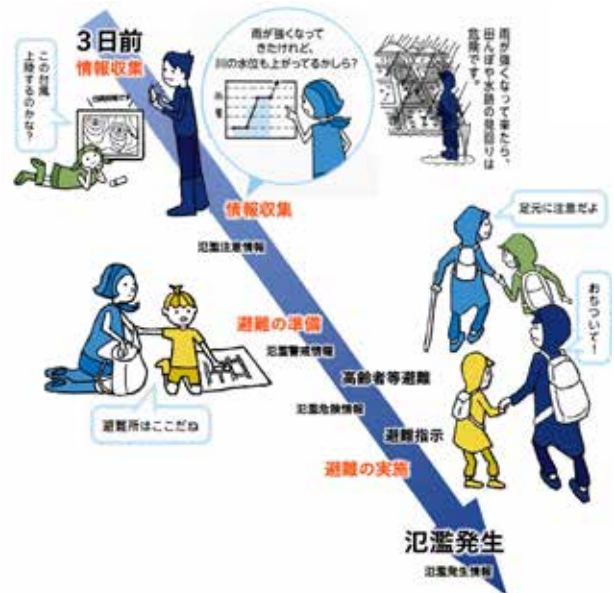 3日前
情報収集
この台風
上陸するのかな？
雨が強くなって
きたけれど、
川の水位も上がってるかしら？
雨が強くなって来たら、
田んぼや水路の見回りは
危険です。
情報収集
氾濫注意情報
足元に注意だよ
おちついて！
避難の準備
氾濫警戒情報
避難所はここだね
高齢者等避難
氾濫危険情報
避難指示
避難の実施
氾濫発生
氾濫発生情報